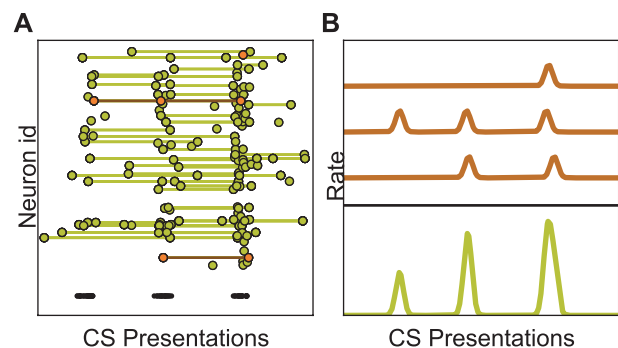 A
B
Neuron id
Rate
CS Presentations
CS Presentations